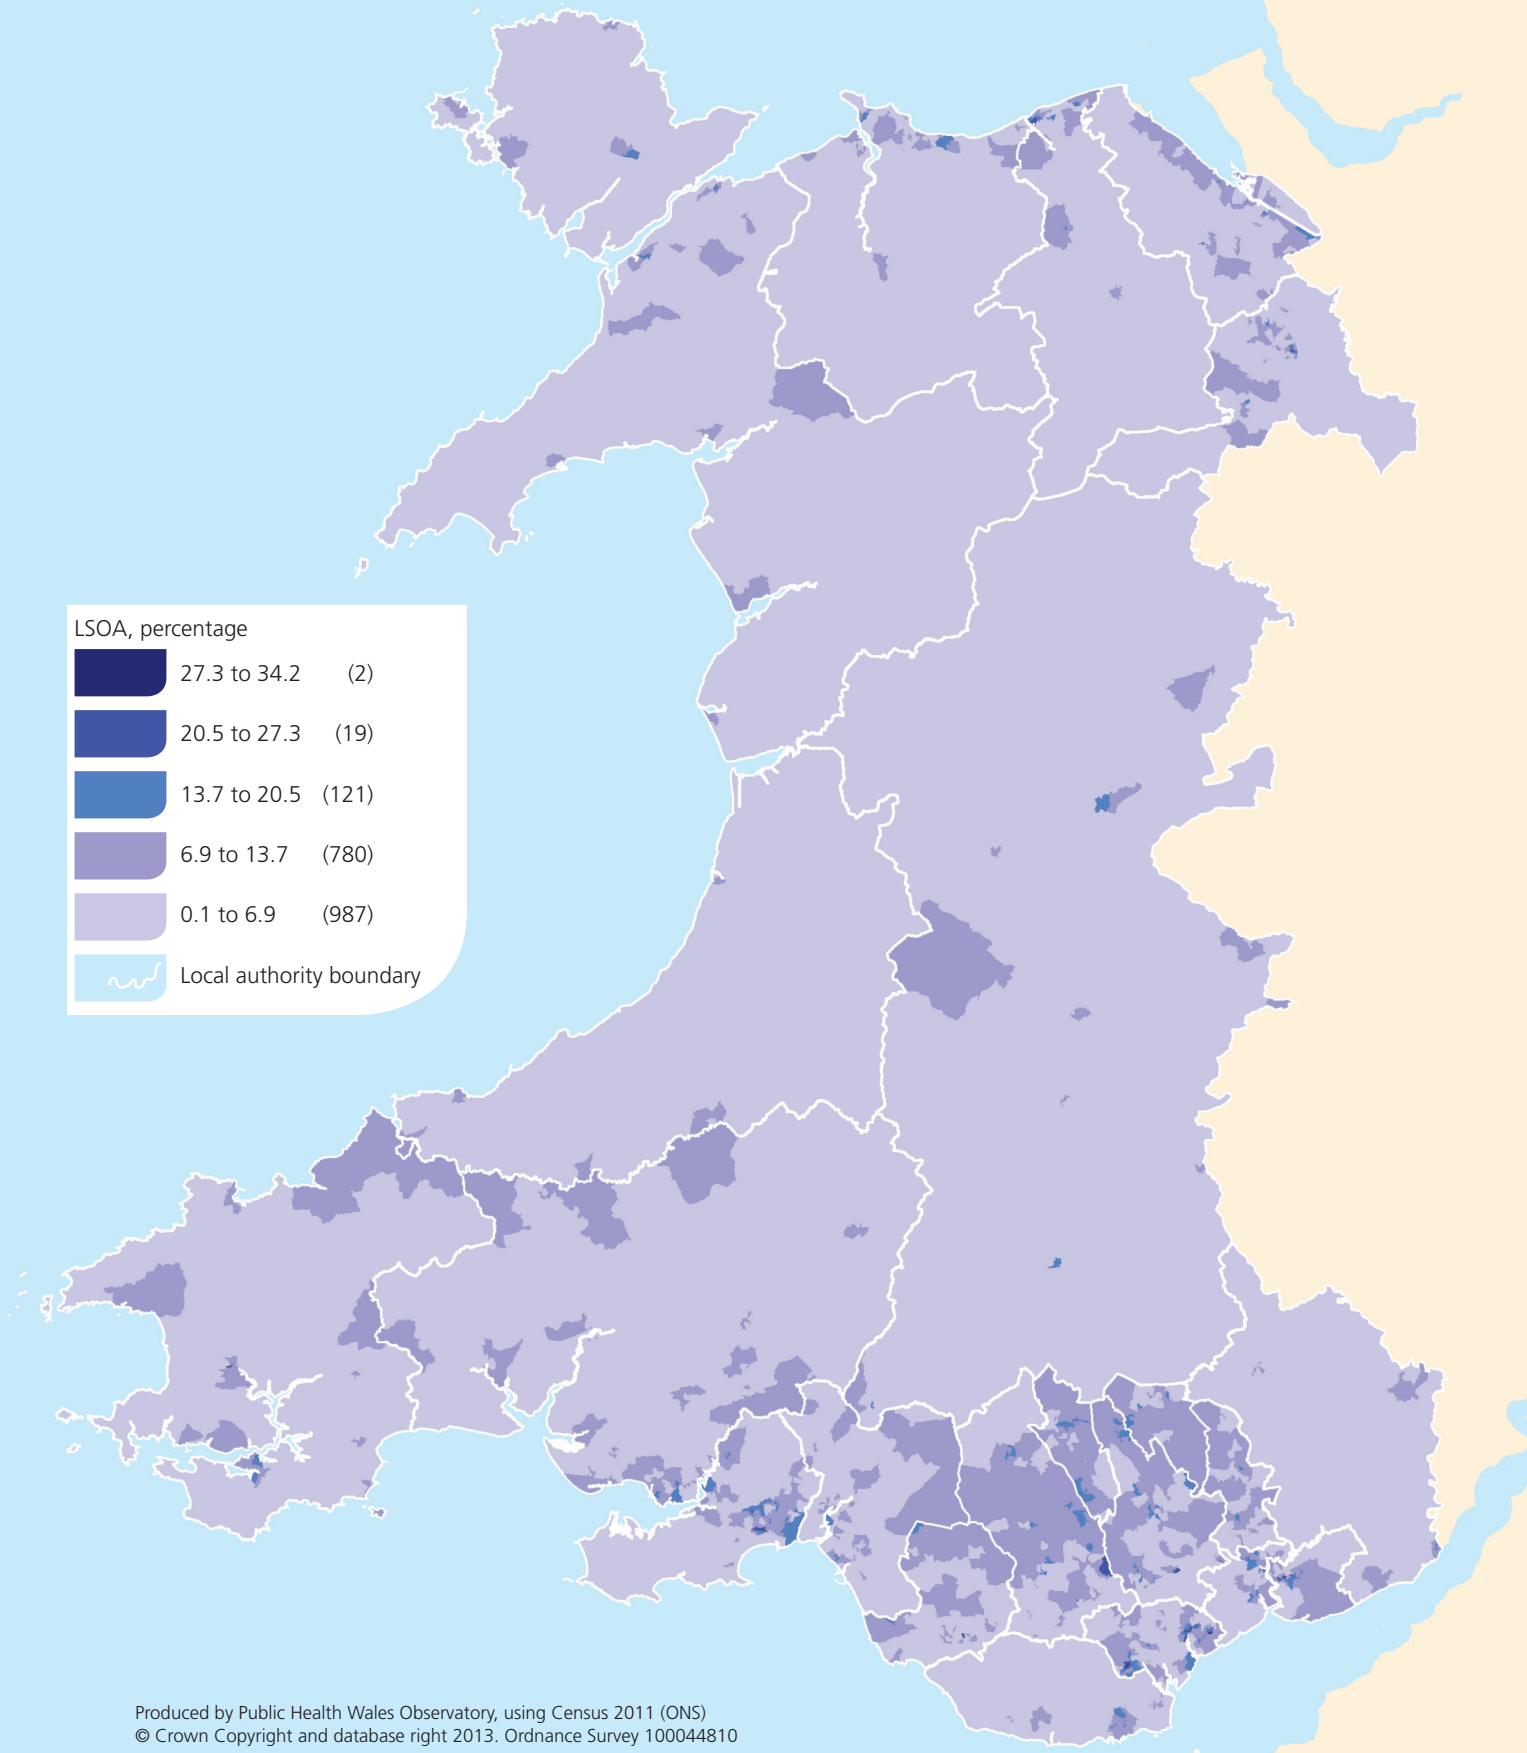 LSOA, percentage
27.3 to 34.2 (2)
20.5 to 27.3 (19)
13.7 to 20.5 (121)
6.9 to 13.7 (780)
0.1 to 6.9 (987)
Local authority boundary
Produced by Public Health Wales Observatory, using Census 2011 (ONS)
© Crown Copyright and database right 2013. Ordnance Survey 100044810